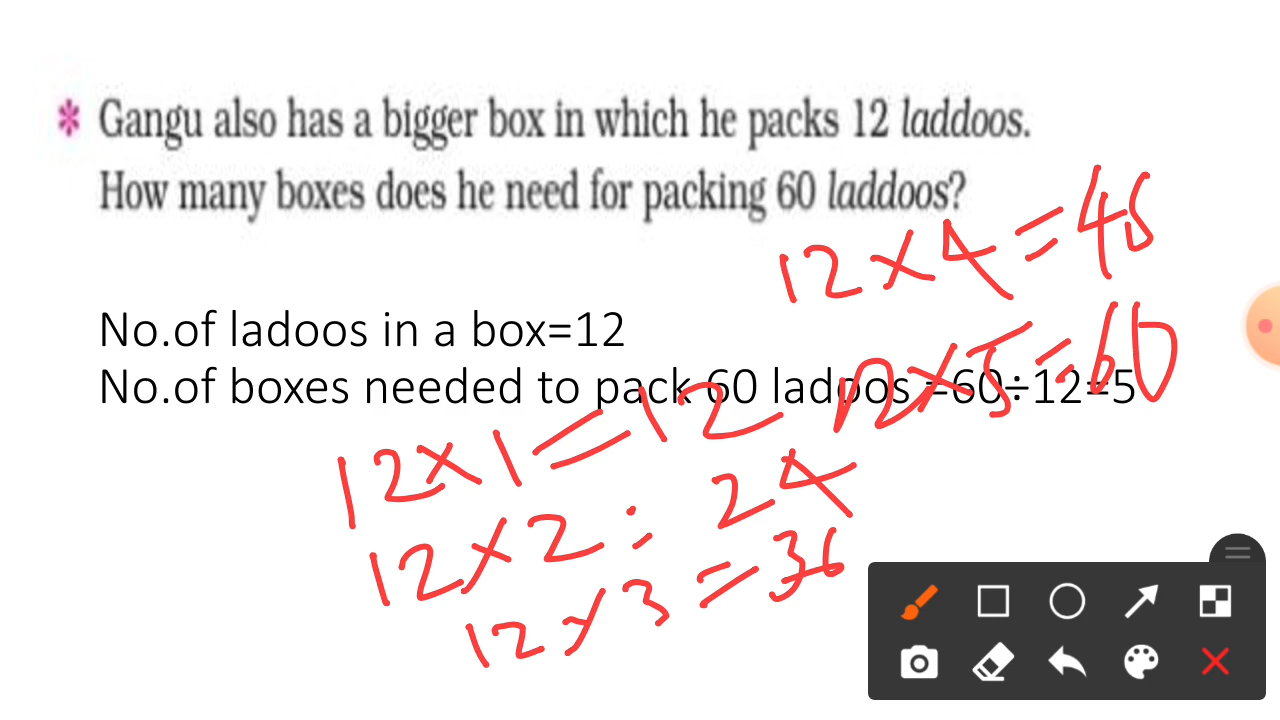 * Gangu also has a bigger box in which he packs 12 laddoos.
How many boxes does he need for packing 60 laddoos?
12×4=48
No.of ladoos in a box=12
No.of boxes needed to pack 60 ladoos =60÷12=5
12×5=60
12×1=12
12×2=24
12×3=36